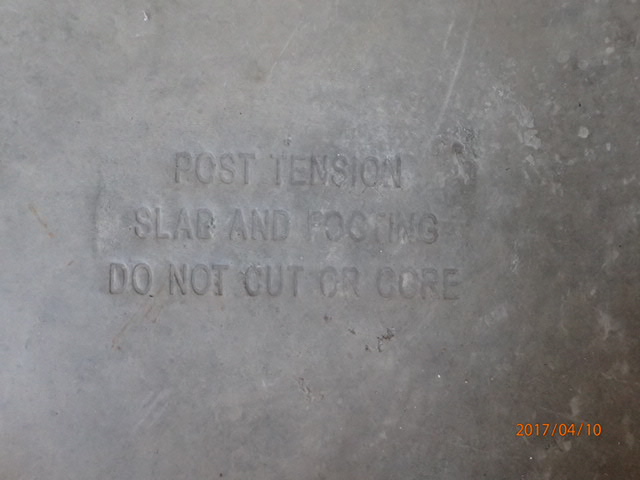 POST TENSION
SLAB AND FOOTING
DO NOT CUT OR CORE
2017/04/10